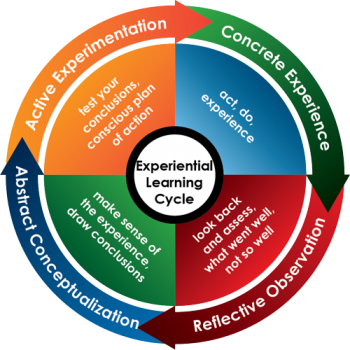 Experiential
Learning
Cycle
Concrete Experience
act, do,
experience
Reflective Observation
look back
and assess,
what went well,
not so well
Abstract Conceptualization
make sense of
the experience,
draw conclusions
Active Experimentation
test your
conclusions,
conscious plan
of action